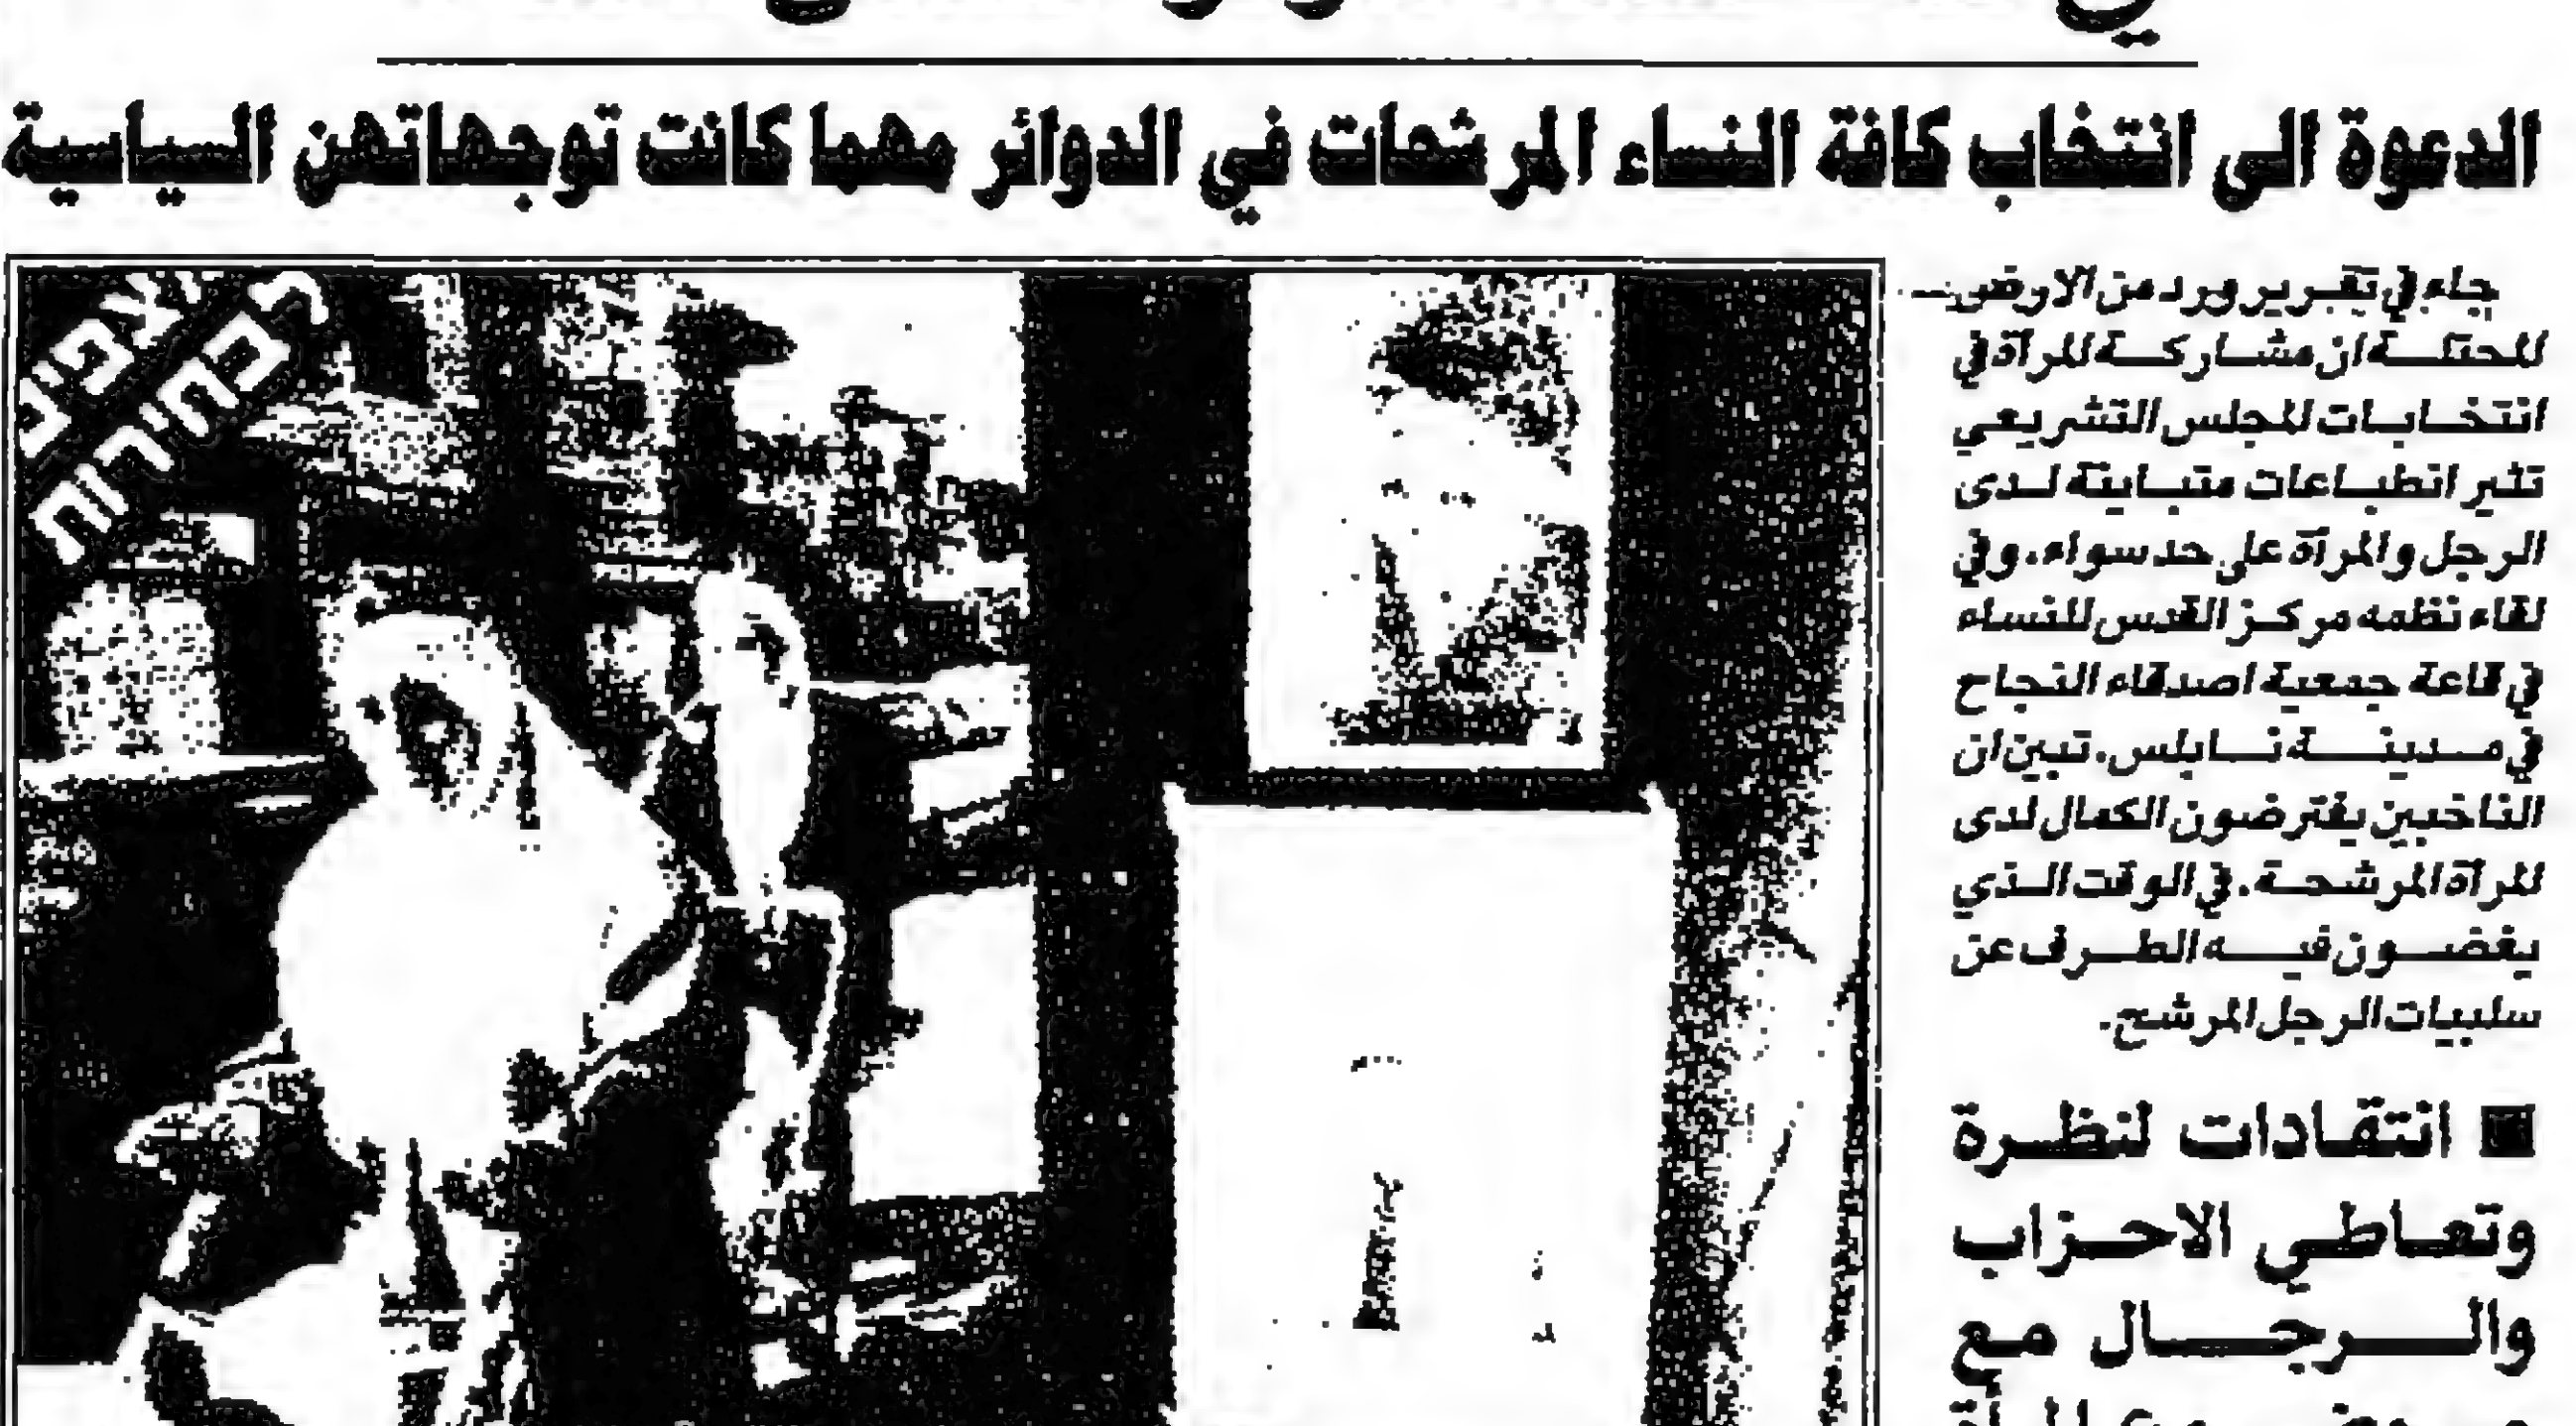 الدعوة الى انتخاب كافة النساء المرشحات في الدوائر مهما كانت توجهاتهن السياسية
جاء في تقرير ورد من الاراضي
المحتلة ان مشاركة المرأة في
انتخابات المجلس التشريعي
تثير انطباعات متباينة لدى
الرجل والمرأة على حد سواء. وفي
لقاء نظمه مركز القدس للنساء
في قاعة جمعية اصدقاء النجاح
في مدينة نابلس. تبين ان
الناخبين يفترضون الكمال لدى
المرأة المرشحة. في الوقت الذي
يغضون فيه الطرف عن
سلبيات الرجل المرشح.
■ انتقادات لنظرة
وتعاطي الاحزاب
والرجال مع
בחירות